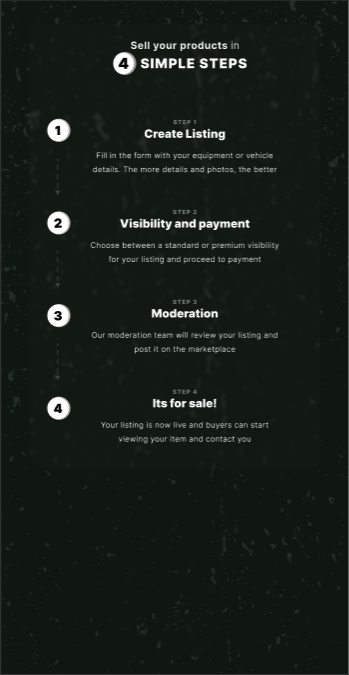 Sell your products in
4 SIMPLE STEPS
1
STEP 1
Create Listing
Fill in the form with your equipment or vehicle
details. The more details and photos, the better
2
STEP 2
Visibility and payment
Choose between a standard or premium visibility
for your listing and proceed to payment
3
STEP 3
Moderation
Our moderation team will review your listing and
post it on the marketplace
4
STEP 4
Its for sale!
Your listing is now live and buyers can start
viewing your item and contact you